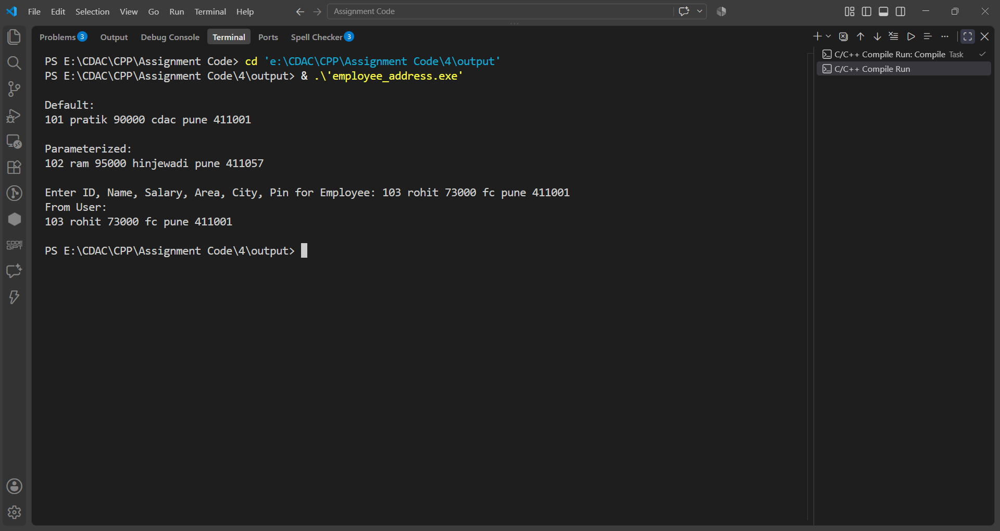 File Edit Selection View Go Run Terminal Help Assignment Code
Problems 3 Output Debug Console Terminal Ports Spell Checker 3
PS E:\CDAC\CPP\Assignment Code> cd 'e:\CDAC\CPP\Assignment Code\4\output'
PS E:\CDAC\CPP\Assignment Code\4\output> & .\'employee_address.exe'
Default:
101 pratik 90000 cdac pune 411001
Parameterized:
102 ram 95000 hinjewadi pune 411057
Enter ID, Name, Salary, Area, City, Pin for Employee: 103 rohit 73000 fc pune 411001
From User:
103 rohit 73000 fc pune 411001
PS E:\CDAC\CPP\Assignment Code\4\output>
C/C++ Compile Run: Compile Task
C/C++ Compile Run
CODE
GPT